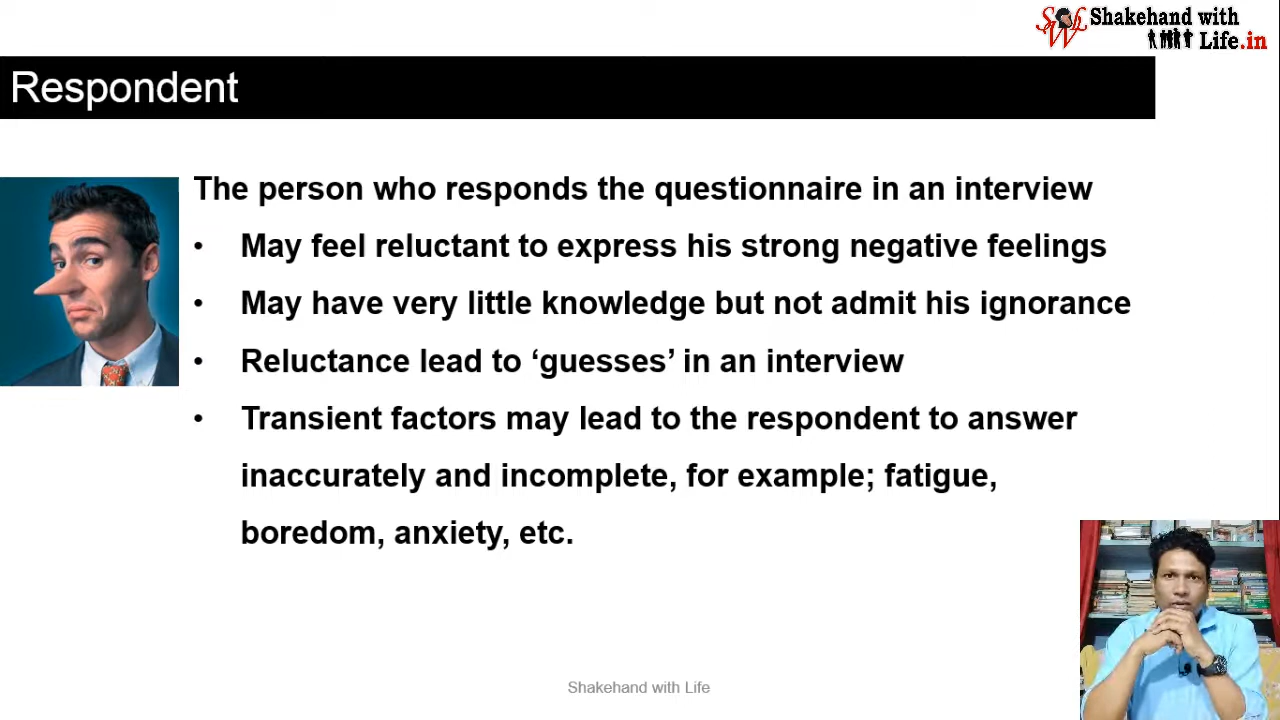 Shakehand with
Life.in
Respondent
The person who responds the questionnaire in an interview
• May feel reluctant to express his strong negative feelings
• May have very little knowledge but not admit his ignorance
• Reluctance lead to ‘guesses’ in an interview
• Transient factors may lead to the respondent to answer
inaccurately and incomplete, for example; fatigue,
boredom, anxiety, etc.
Shakehand with Life